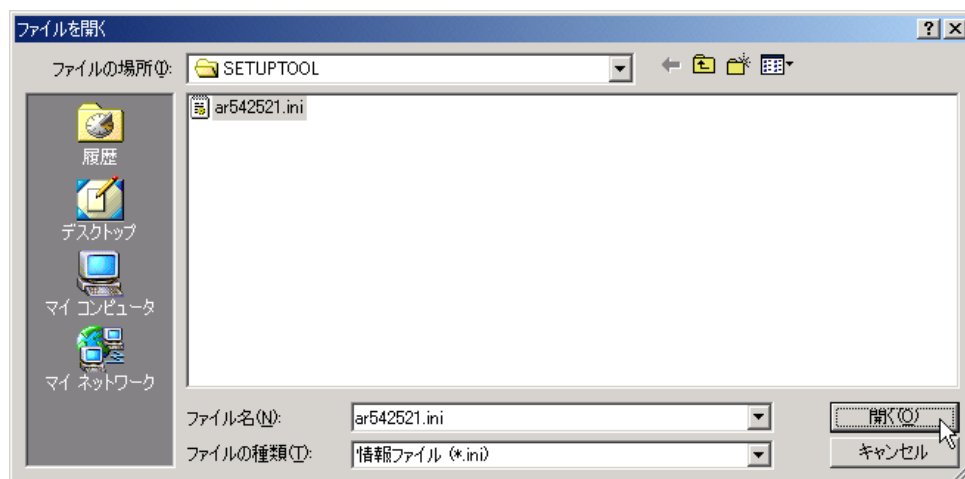 ファイルを開く
ファイルの場所(I):
SETUPTOOL
ar542521.ini
履歴
デスクトップ
マイ コンピュータ
マイ ネットワーク
ファイル名(N):
ar542521.ini
開く(O)
ファイルの種類(T):
情報ファイル (*.ini)
キャンセル